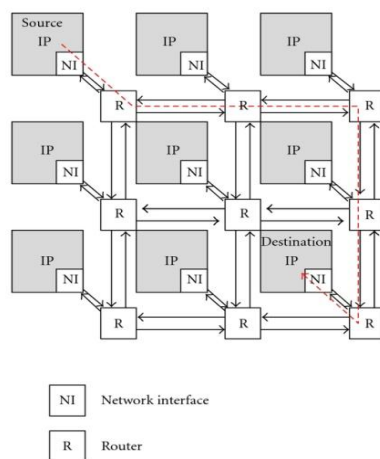 Source
IP IP IP
NI NI NI
R R R
IP IP IP
NI NI NI
R R R
Destination
IP IP IP
NI NI NI
R R R
NI Network interface
R Router